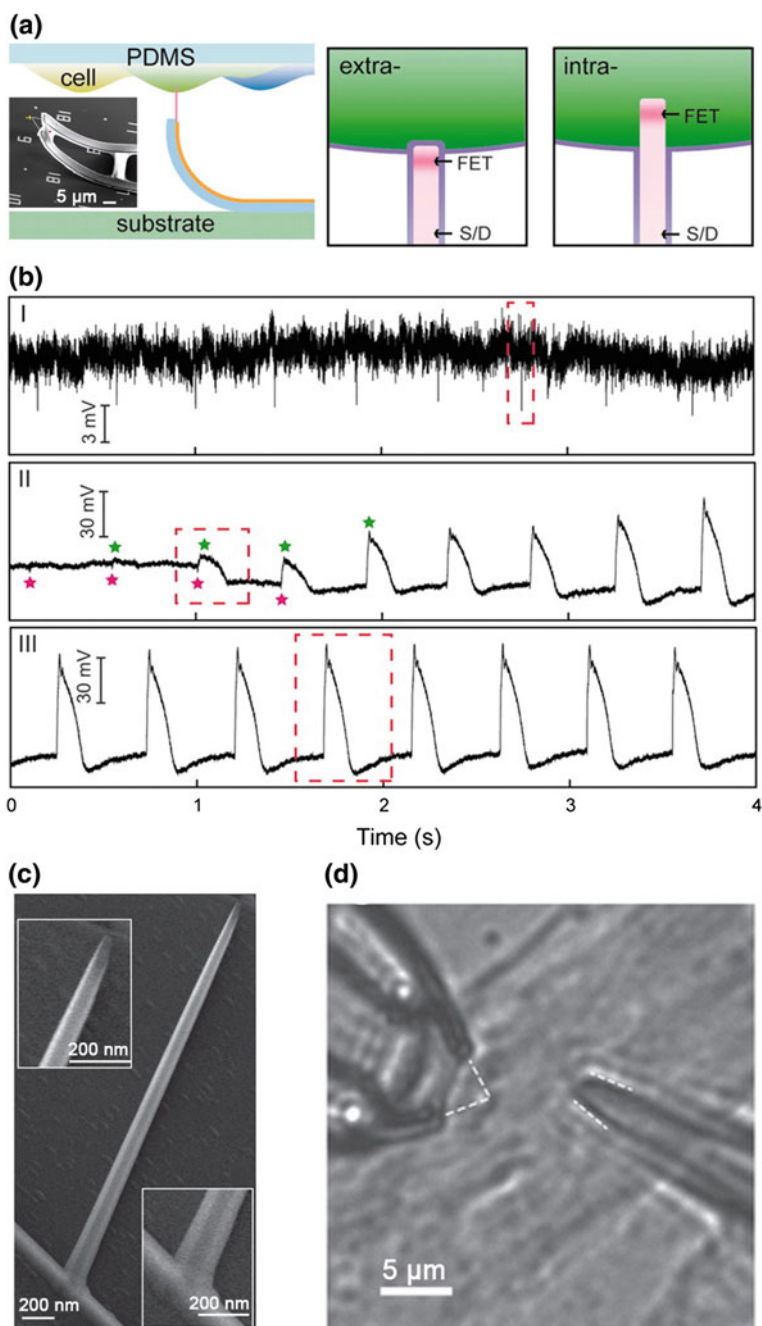 (a)
PDMS
cell
5 µm
substrate
extra-
FET
S/D
intra-
FET
S/D
(b)
I
3 mV
II
30 mV
III
30 mV
0 1 2 3 4
Time (s)
(c)
200 nm
200 nm
200 nm
(d)
5 µm